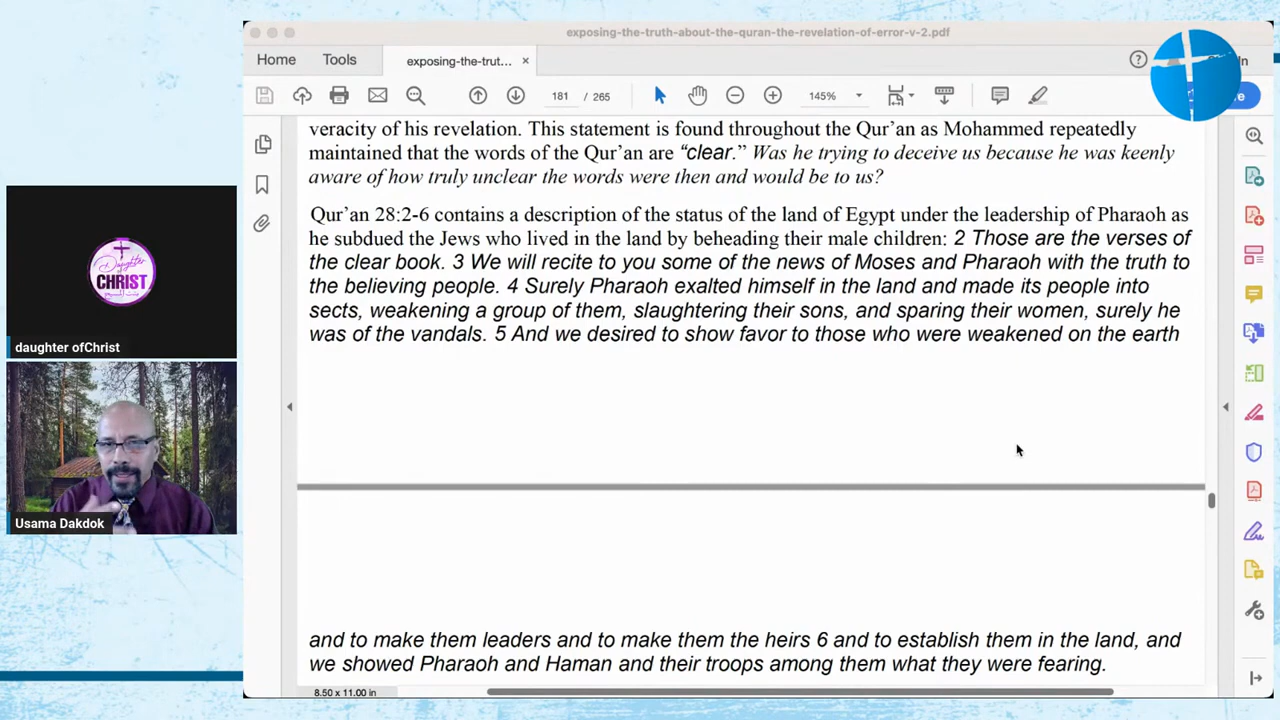 exposing-the-truth-about-the-quran-the-revelation-of-error-v-2.pdf
Home
Tools
exposing-the-trut...
181 / 265
145%
veracity of his revelation. This statement is found throughout the Qur’an as Mohammed repeatedly
maintained that the words of the Qur’an are “clear.” Was he trying to deceive us because he was keenly
aware of how truly unclear the words were then and would be to us?
Qur’an 28:2-6 contains a description of the status of the land of Egypt under the leadership of Pharaoh as
he subdued the Jews who lived in the land by beheading their male children: 2 Those are the verses of
the clear book. 3 We will recite to you some of the news of Moses and Pharaoh with the truth to
the believing people. 4 Surely Pharaoh exalted himself in the land and made its people into
sects, weakening a group of them, slaughtering their sons, and sparing their women, surely he
was of the vandals. 5 And we desired to show favor to those who were weakened on the earth
and to make them leaders and to make them the heirs 6 and to establish them in the land, and
we showed Pharaoh and Haman and their troops among them what they were fearing.
8.50 x 11.00 in
Daughter
CHRIST
daughter ofChrist
Usama Dakdok